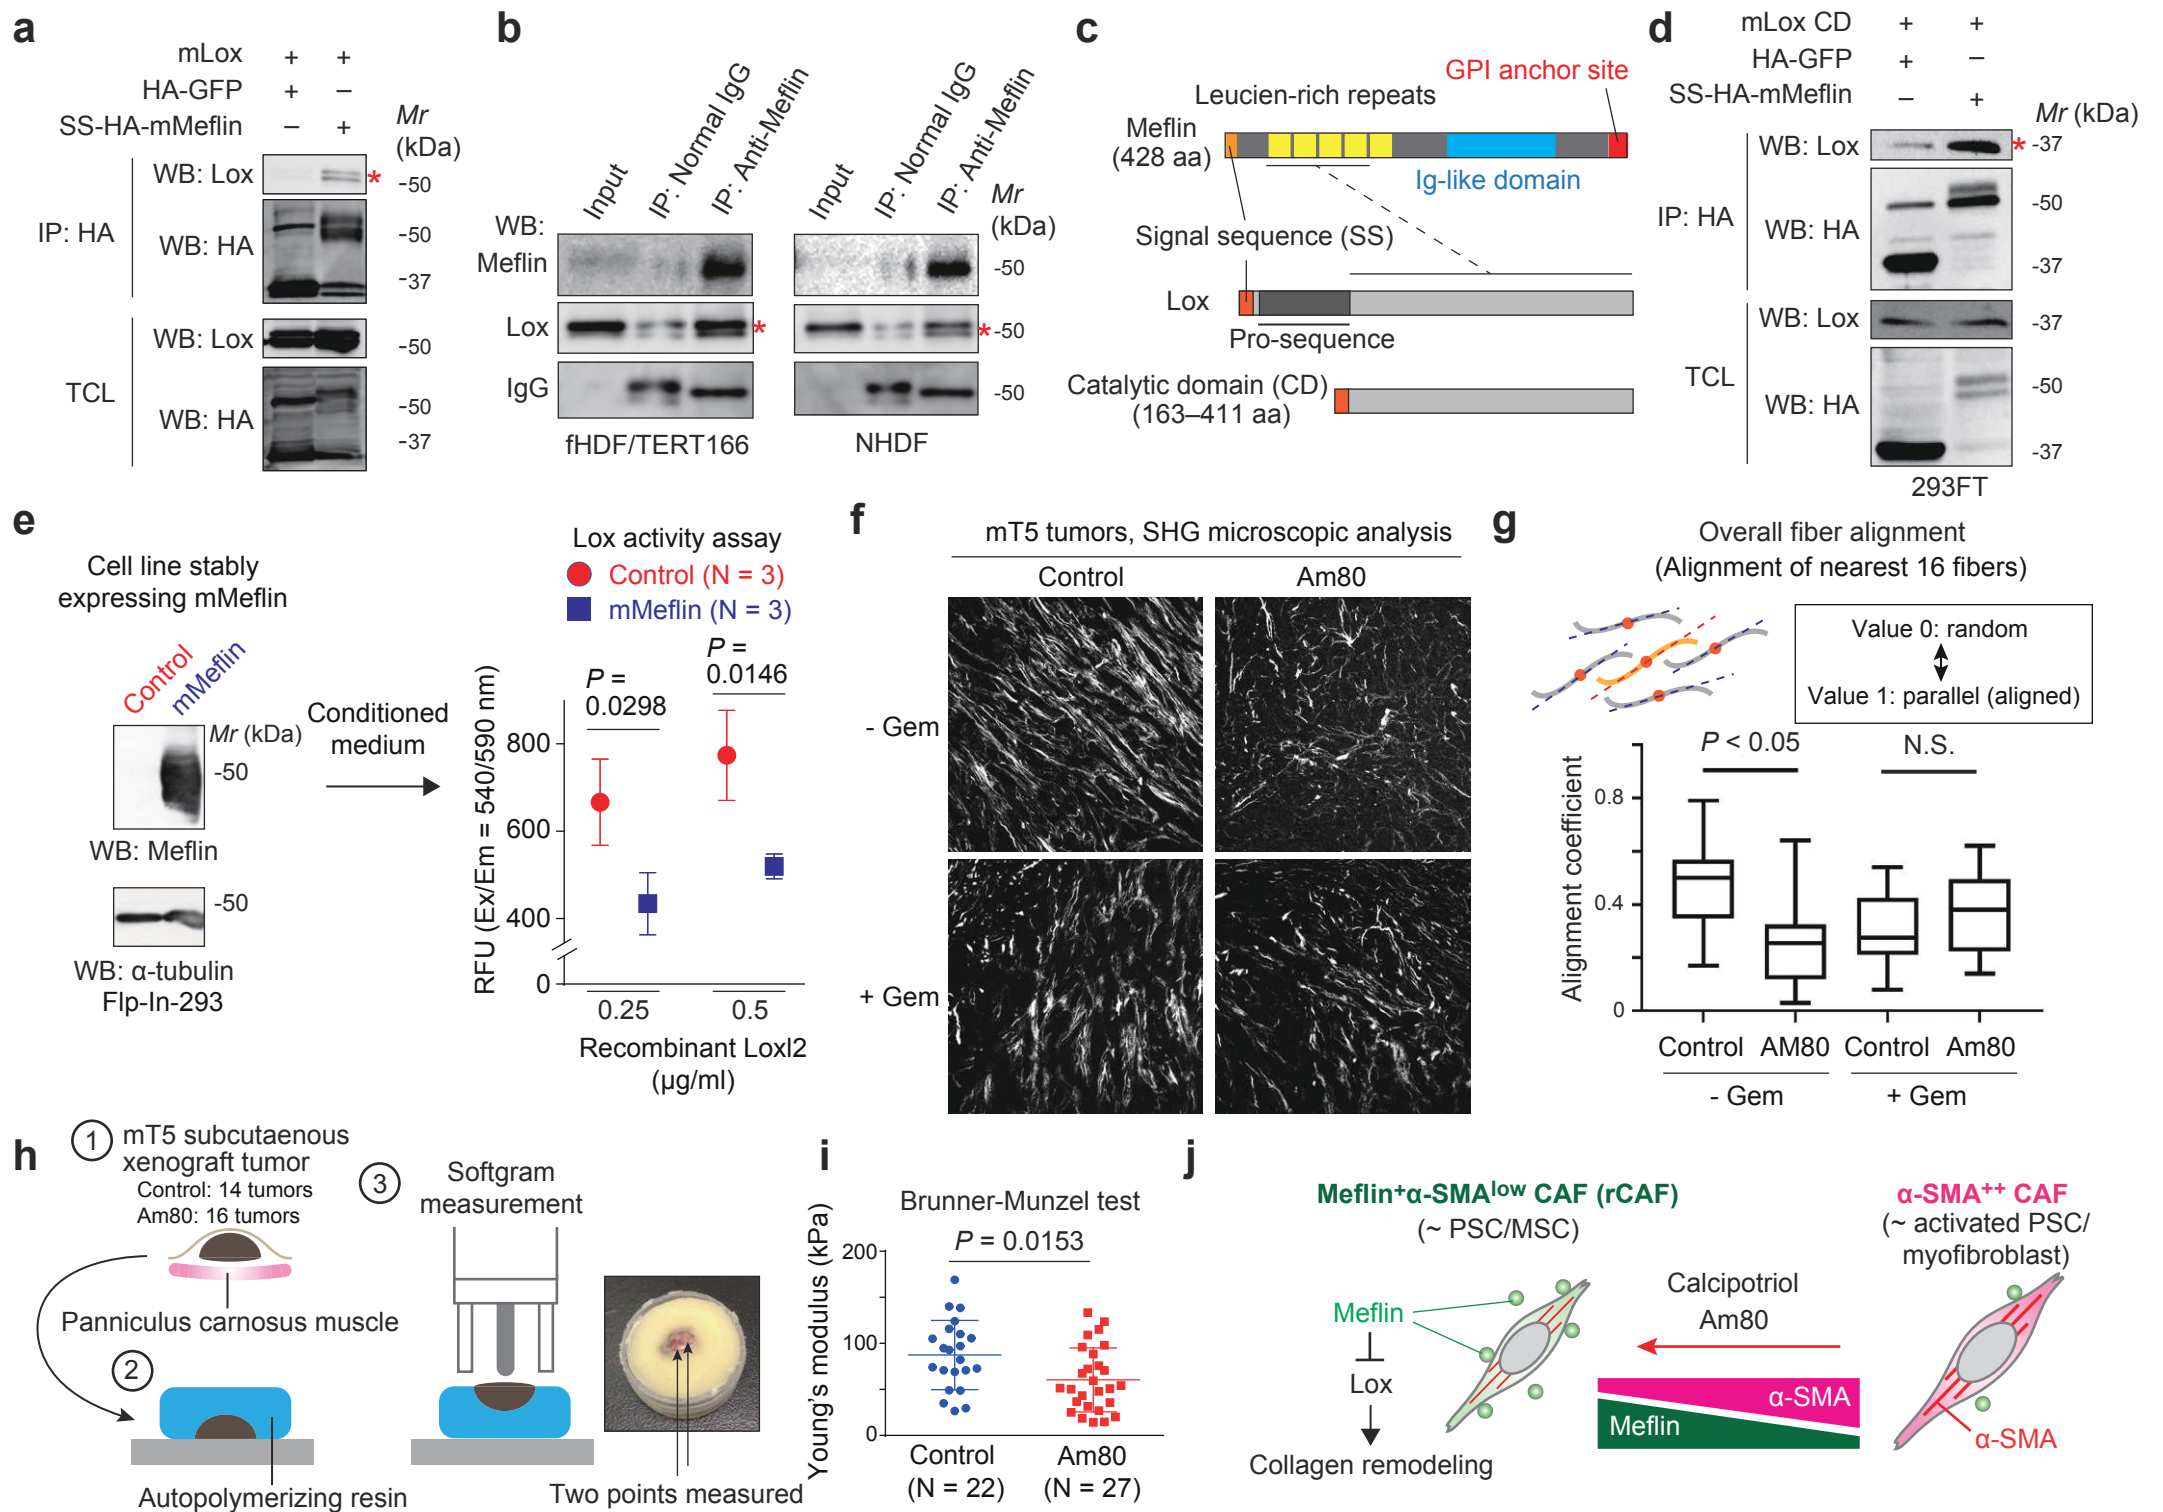 a
mLox + +
HA-GFP + −
SS-HA-mMeflin − +
Mr
(kDa)
IP: HA
WB: Lox
* -50
WB: HA
-50
-37
TCL
WB: Lox
-50
WB: HA
-50
-37
b
Input
IP: Normal IgG
IP: Anti-Meflin
Input
IP: Normal IgG
IP: Anti-Meflin
Mr
(kDa)
WB:
Meflin
-50
Lox
* * -50
IgG
-50
fHDF/TERT166
NHDF
c
GPI anchor site
Leucien-rich repeats
Meflin
(428 aa)
Ig-like domain
Signal sequence (SS)
Lox
Pro-sequence
Catalytic domain (CD)
(163–411 aa)
d
mLox CD + +
HA-GFP + −
SS-HA-mMeflin − +
Mr (kDa)
IP: HA
WB: Lox
* -37
WB: HA
-50
-37
TCL
WB: Lox
-37
WB: HA
-50
-37
293FT
e
Cell line stably
expressing mMeflin
Control
mMeflin
Mr (kDa)
-50
WB: Meflin
-50
WB: α-tubulin
Flp-In-293
Conditioned
medium
Lox activity assay
Control (N = 3)
mMeflin (N = 3)
P =
0.0298
P =
0.0146
RFU (Ex/Em = 540/590 nm)
800
600
400
0
0.25
0.5
Recombinant Loxl2
(μg/ml)
f
mT5 tumors, SHG microscopic analysis
Control
Am80
- Gem
+ Gem
g
Overall fiber alignment
(Alignment of nearest 16 fibers)
Value 0: random
Value 1: parallel (aligned)
P < 0.05
N.S.
Alignment coefficient
0.8
0.4
0
Control AM80 Control Am80
- Gem
+ Gem
h
1
mT5 subcutaenous
xenograft tumor
Control: 14 tumors
Am80: 16 tumors
Panniculus carnosus muscle
2
Autopolymerizing resin
3
Softgram
measurement
Two points measured
i
Brunner-Munzel test
P = 0.0153
Young's modulus (kPa)
200
100
0
Control
(N = 22)
Am80
(N = 27)
j
Meflin⁺α-SMAˡᵒʷ CAF (rCAF)
(~ PSC/MSC)
α-SMA⁺⁺ CAF
(~ activated PSC/
myofibroblast)
Meflin
Lox
Collagen remodeling
Calcipotriol
Am80
α-SMA
Meflin
α-SMA